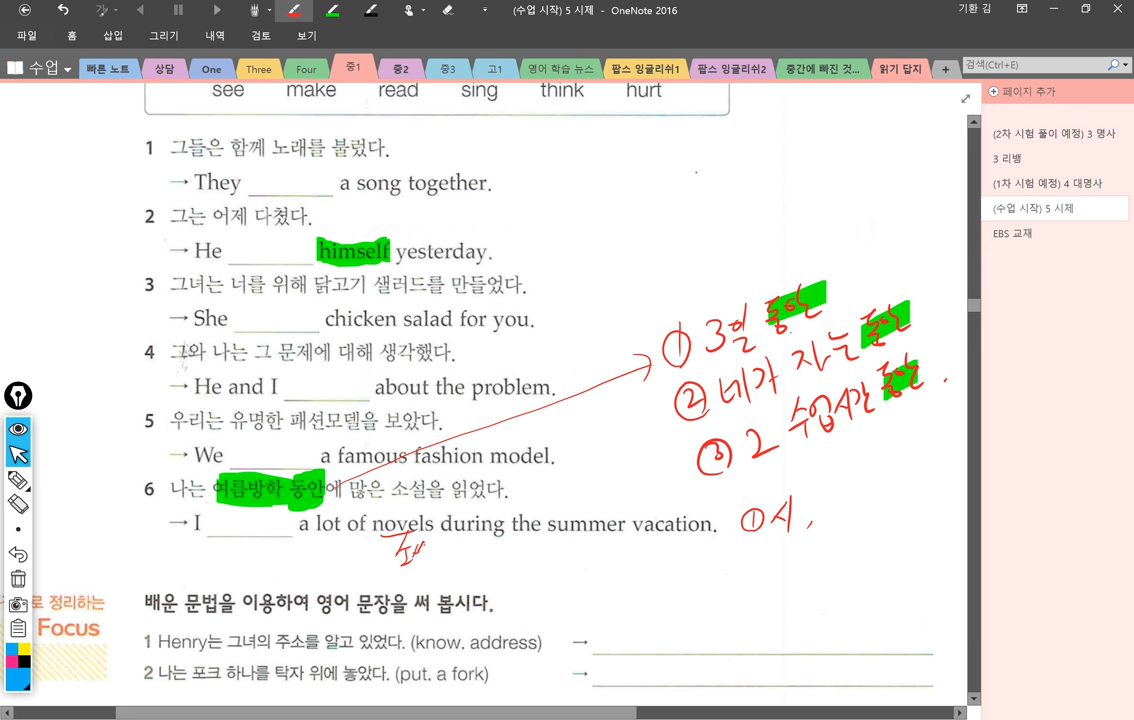 (수업 시작) 5 시제 - OneNote 2016
기환 김
파일 홈 삽입 그리기 내역 검토 보기
수업 빠른 노트 상담 One Three Four 중1 중2 중3 고1 영어 학습 뉴스 팝스 잉글리쉬1 팝스 잉글리쉬2 중간에 빠진 것... 읽기 답지 + 검색(Ctrl+E)
페이지 추가
(2차 시험 풀이 예정) 3 명사
3 리뱅
(1차 시험 예정) 4 대명사
(수업 시작) 5 시제
EBS 교재
see make read sing think hurt
1 그들은 함께 노래를 불렀다.
→ They ________ a song together.
2 그는 어제 다쳤다.
→ He ________ himself yesterday.
3 그녀는 너를 위해 닭고기 샐러드를 만들었다.
→ She ________ chicken salad for you.
4 그와 나는 그 문제에 대해 생각했다.
→ He and I ________ about the problem.
5 우리는 유명한 패션모델을 보았다.
→ We ________ a famous fashion model.
6 나는 여름방학 동안에 많은 소설을 읽었다.
→ I ________ a lot of novels during the summer vacation.
① 3일 동안
② 네가 자는 동안
③ 2 수업시간 동안.
① 시,
로 정리하는
Focus
배운 문법을 이용하여 영어 문장을 써 봅시다.
1 Henry는 그녀의 주소를 알고 있었다. (know, address) →
2 나는 포크 하나를 탁자 위에 놓았다. (put, a fork) →